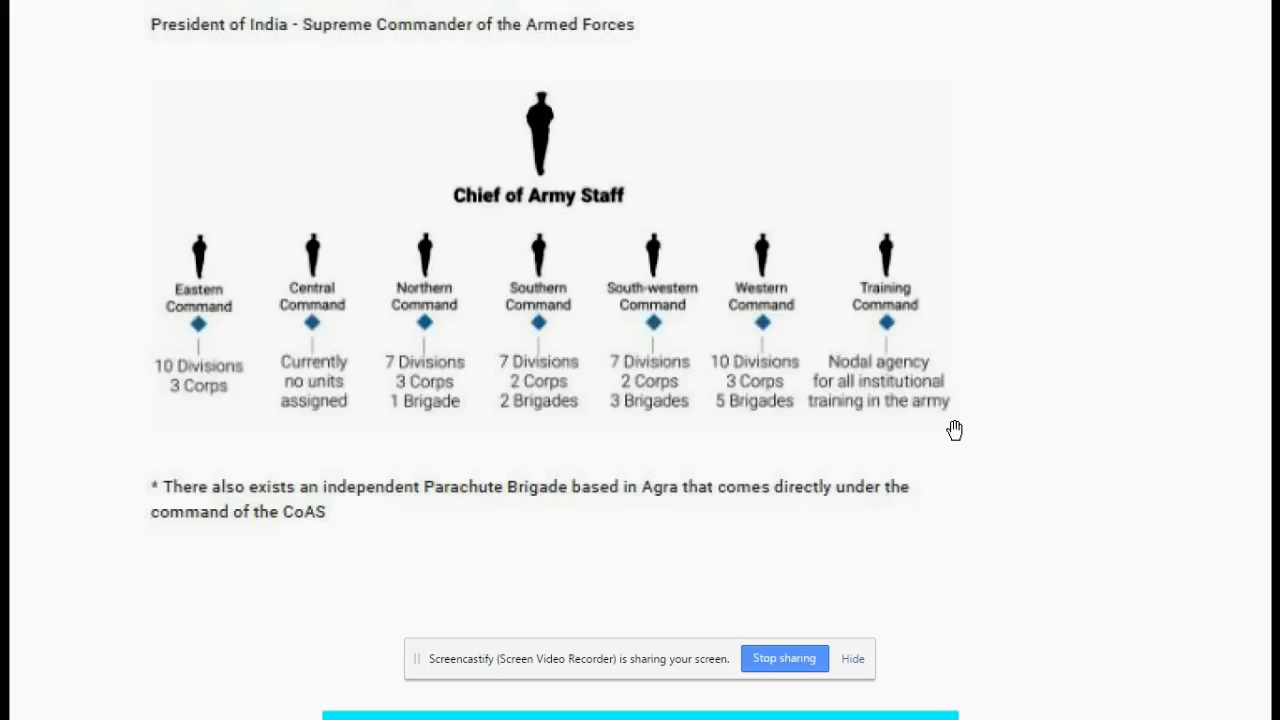 President of India - Supreme Commander of the Armed Forces
Chief of Army Staff
Eastern
Command
10 Divisions
3 Corps
Central
Command
Currently
no units
assigned
Northern
Command
7 Divisions
3 Corps
1 Brigade
Southern
Command
7 Divisions
2 Corps
2 Brigades
South-western
Command
7 Divisions
2 Corps
3 Brigades
Western
Command
10 Divisions
3 Corps
5 Brigades
Training
Command
Nodal agency
for all institutional
training in the army
* There also exists an independent Parachute Brigade based in Agra that comes directly under the
command of the CoAS
Screencastify (Screen Video Recorder) is sharing your screen.
Stop sharing
Hide